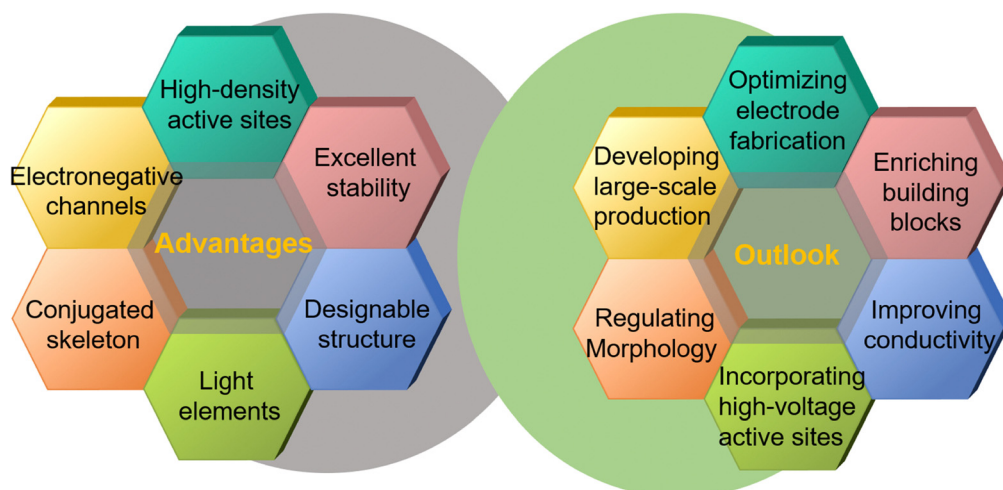 High-density
active sites
Excellent
stability
Designable
structure
Light
elements
Conjugated
skeleton
Electronegative
channels
Advantages
Optimizing
electrode
fabrication
Enriching
building
blocks
Improving
conductivity
Incorporating
high-voltage
active sites
Regulating
Morphology
Developing
large-scale
production
Outlook